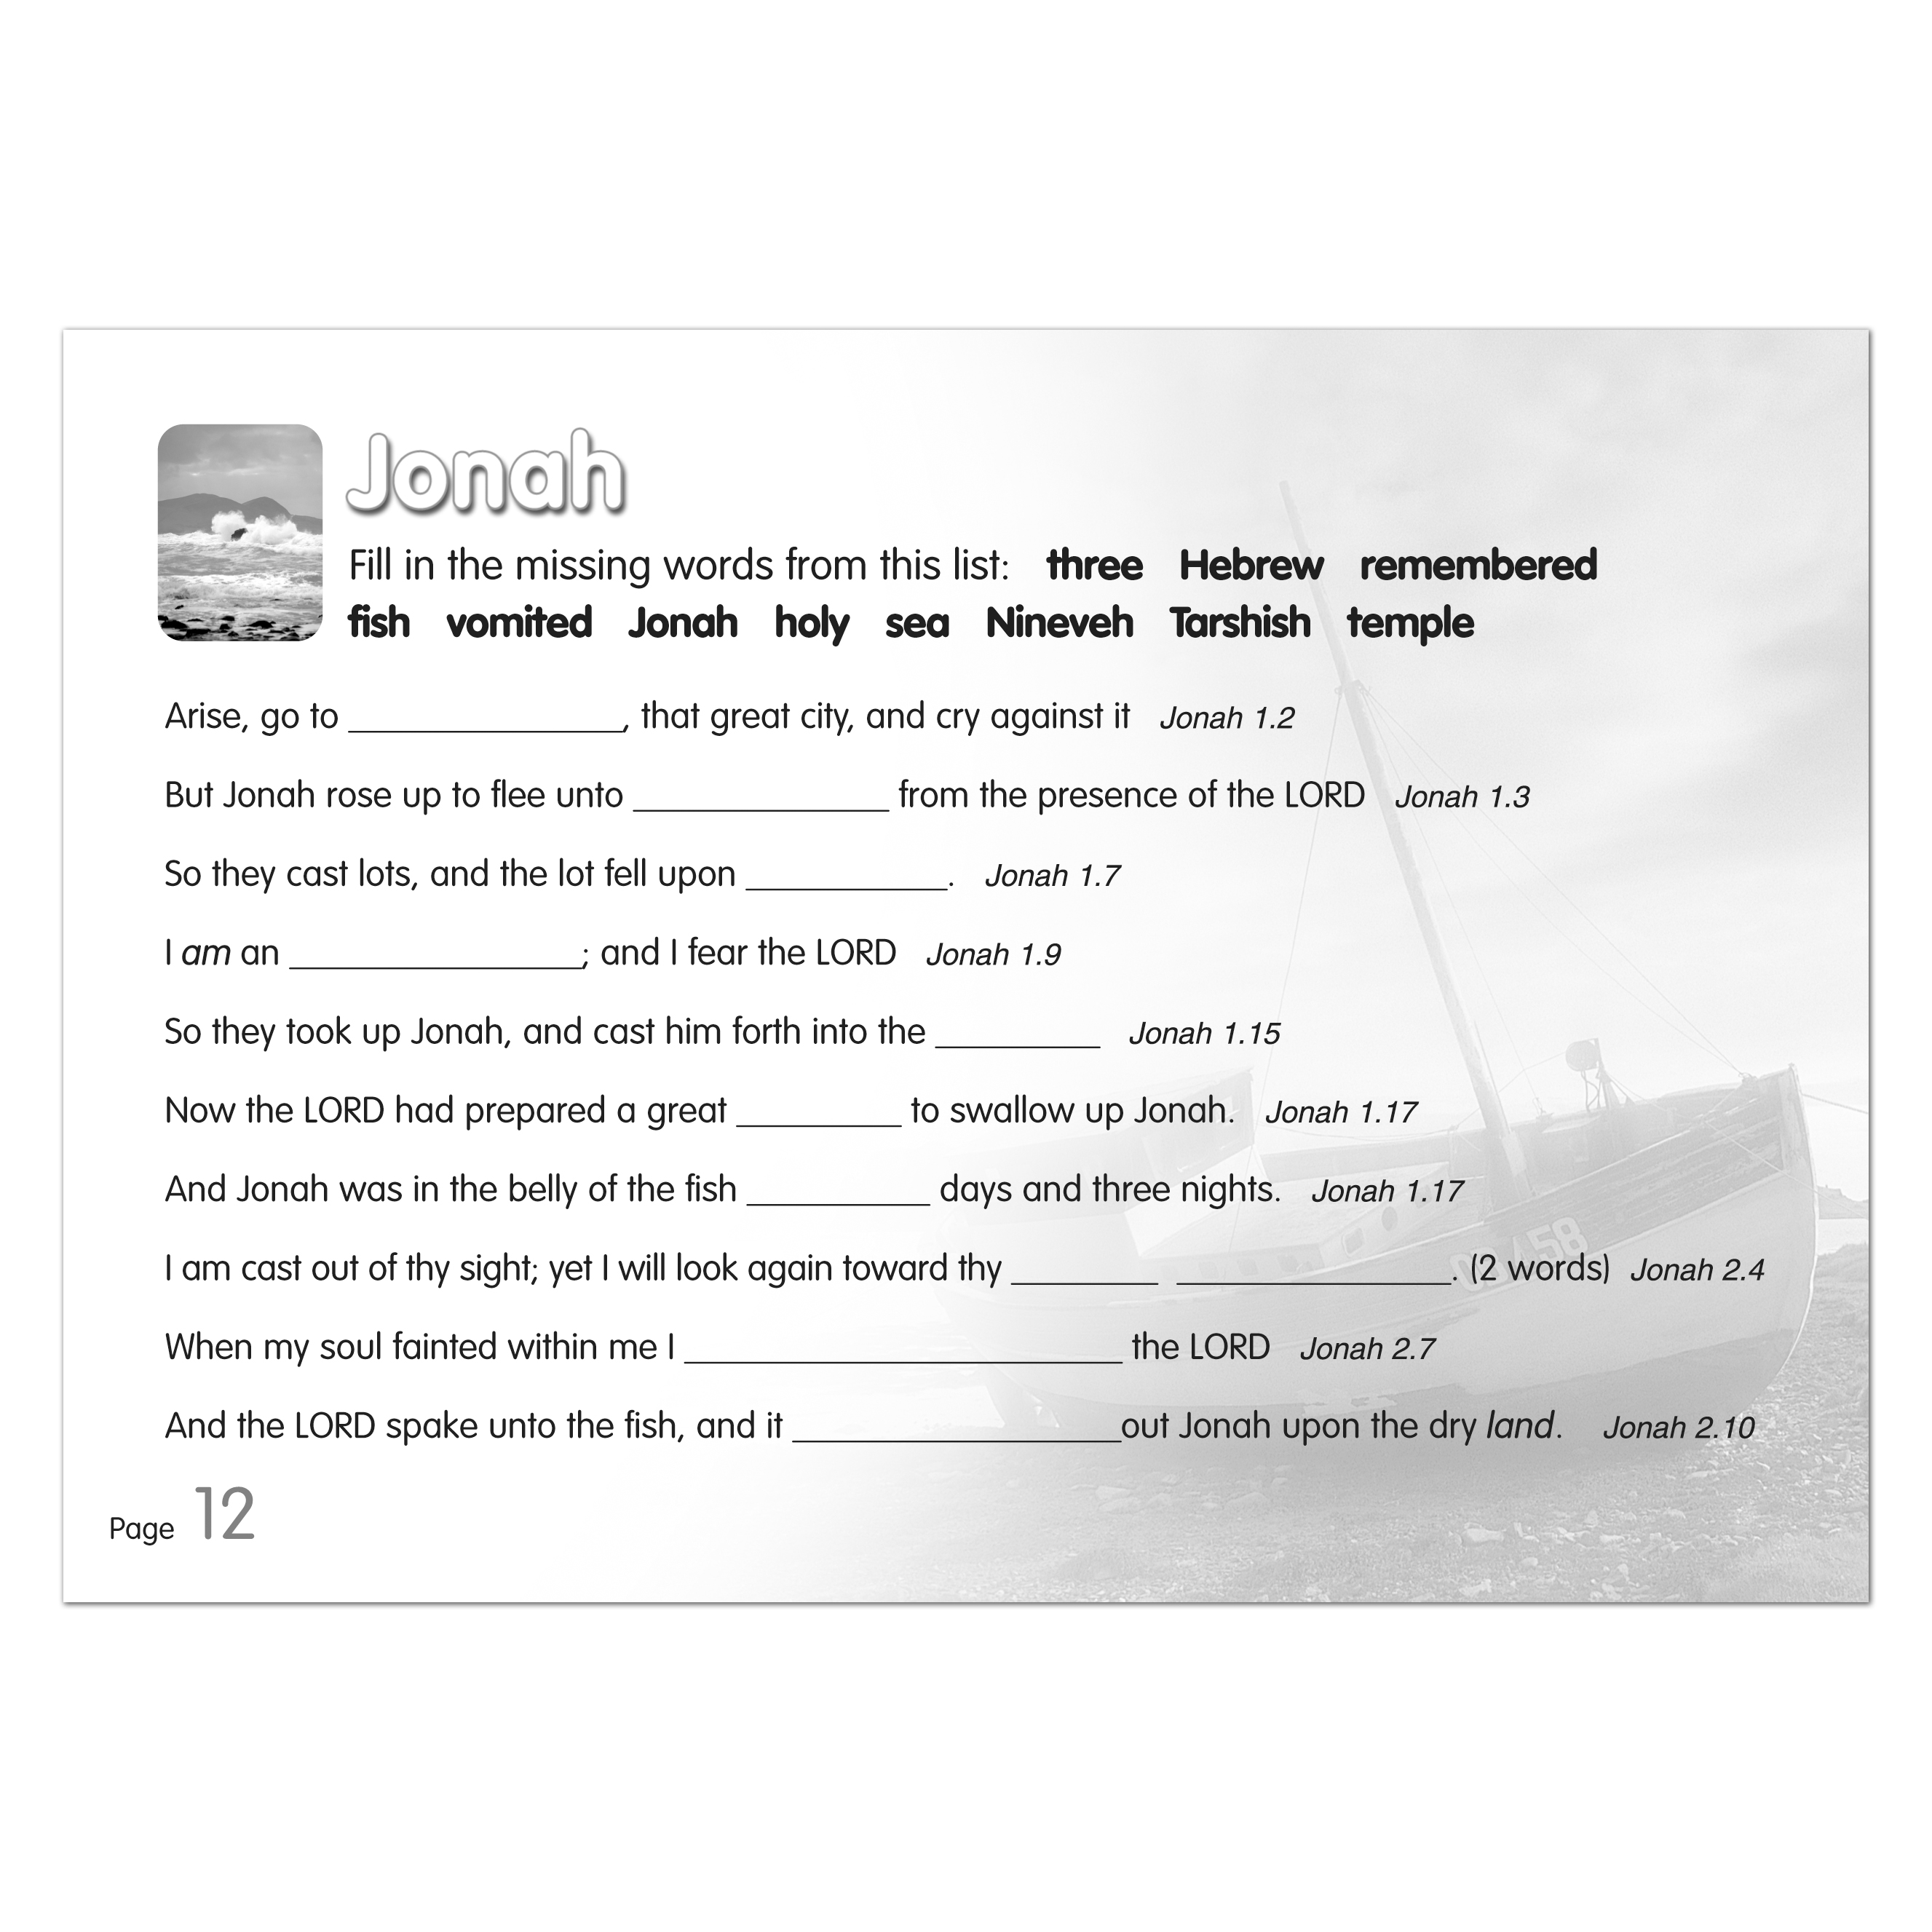 Jonah
Fill in the missing words from this list: three Hebrew remembered
fish vomited Jonah holy sea Nineveh Tarshish temple
Arise, go to _______________, that great city, and cry against it Jonah 1.2
But Jonah rose up to flee unto ______________ from the presence of the LORD Jonah 1.3
So they cast lots, and the lot fell upon ___________. Jonah 1.7
I am an ________________; and I fear the LORD Jonah 1.9
So they took up Jonah, and cast him forth into the _________ Jonah 1.15
Now the LORD had prepared a great _________ to swallow up Jonah. Jonah 1.17
And Jonah was in the belly of the fish __________ days and three nights. Jonah 1.17
I am cast out of thy sight; yet I will look again toward thy ________ _______________. (2 words) Jonah 2.4
When my soul fainted within me I ________________________ the LORD Jonah 2.7
And the LORD spake unto the fish, and it __________________out Jonah upon the dry land. Jonah 2.10
Page 12